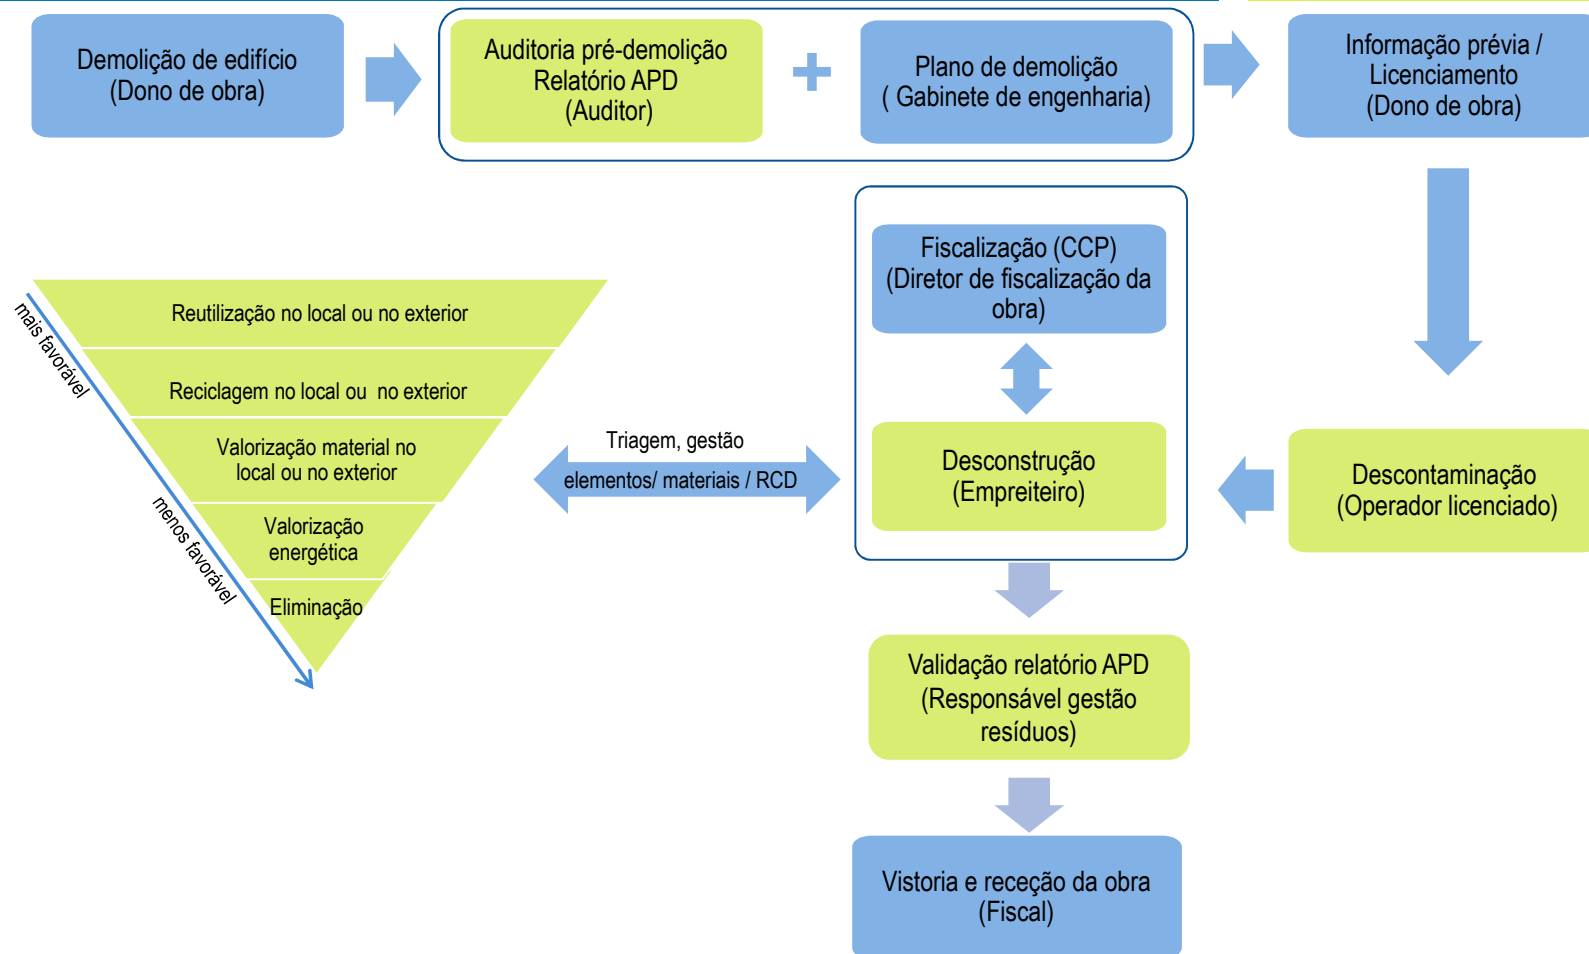 Demolição de edifício
(Dono de obra)
Auditoria pré-demolição
Relatório APD
(Auditor)
Plano de demolição
( Gabinete de engenharia)
Informação prévia /
Licenciamento
(Dono de obra)
Fiscalização (CCP)
(Diretor de fiscalização da
obra)
mais favorável
menos favorável
Reutilização no local ou no exterior
Reciclagem no local ou  no exterior
Valorização material no
local ou no exterior
Valorização
energética
Eliminação
Triagem, gestão
elementos/ materiais / RCD
Desconstrução
(Empreiteiro)
Descontaminação
(Operador licenciado)
Validação relatório APD
(Responsável gestão
resíduos)
Vistoria e receção da obra
(Fiscal)